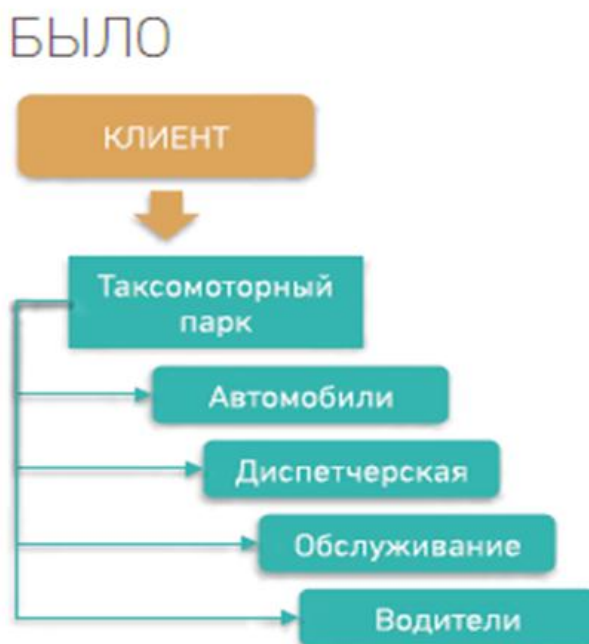 БЫЛО
КЛИЕНТ
Таксомоторный
парк
Автомобили
Диспетчерская
Обслуживание
Водители